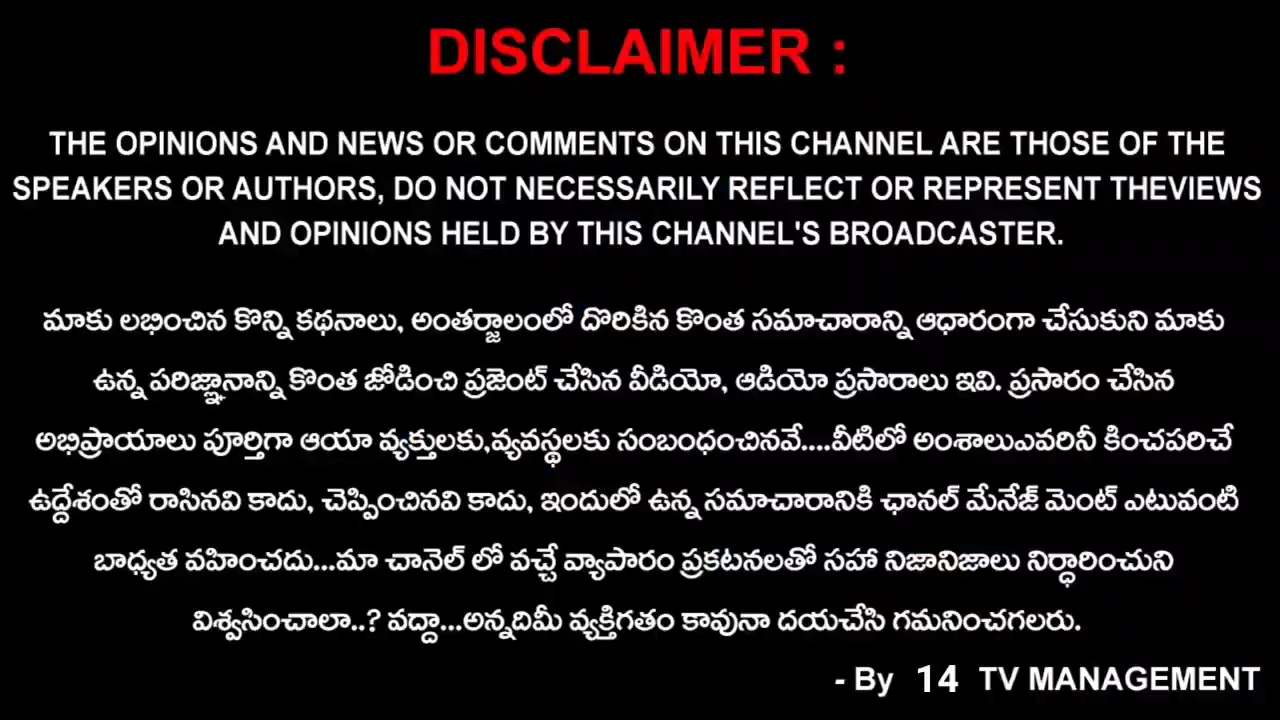 DISCLAIMER :
THE OPINIONS AND NEWS OR COMMENTS ON THIS CHANNEL ARE THOSE OF THE
SPEAKERS OR AUTHORS, DO NOT NECESSARILY REFLECT OR REPRESENT THEVIEWS
AND OPINIONS HELD BY THIS CHANNEL'S BROADCASTER.
మాకు లభించిన కొన్ని కథనాలు, అంతర్జాలంలో దొరికిన కొంత సమాచారాన్ని ఆధారంగా చేసుకుని మాకు
ఉన్న పరిజ్ఞానాన్ని కొంత జోడించి ప్రజెంట్ చేసిన వీడియో, ఆడియో ప్రసారాలు ఇవి. ప్రసారం చేసిన
అభిప్రాయాలు పూర్తిగా ఆయా వ్యక్తులకు,వ్యవస్థలకు సంబంధంచినవే....వీటిలో అంశాలుఎవరినీ కించపరిచే
ఉద్దేశంతో రాసినవి కాదు, చెప్పించినవి కాదు, ఇందులో ఉన్న సమాచారానికి ఛానల్ మేనేజ్ మెంట్ ఎటువంటి
బాధ్యత వహించదు...మా చానెల్ లో వచ్చే వ్యాపారం ప్రకటనలతో సహా నిజానిజాలు నిర్ధారించుని
విశ్వసించాలా..? వద్దా...అన్నదిమీ వ్యక్తిగతం కావునా దయచేసి గమనించగలరు.
- By 14 TV MANAGEMENT